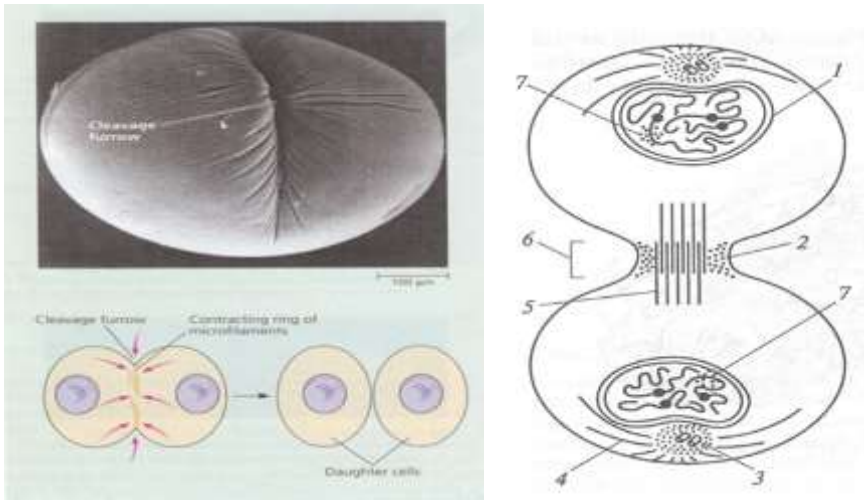 Cleavage
furrow
100 μm
Cleavage furrow
Contracting ring of
microfilaments
Daughter cells
7
1
6
2
5
7
4
3